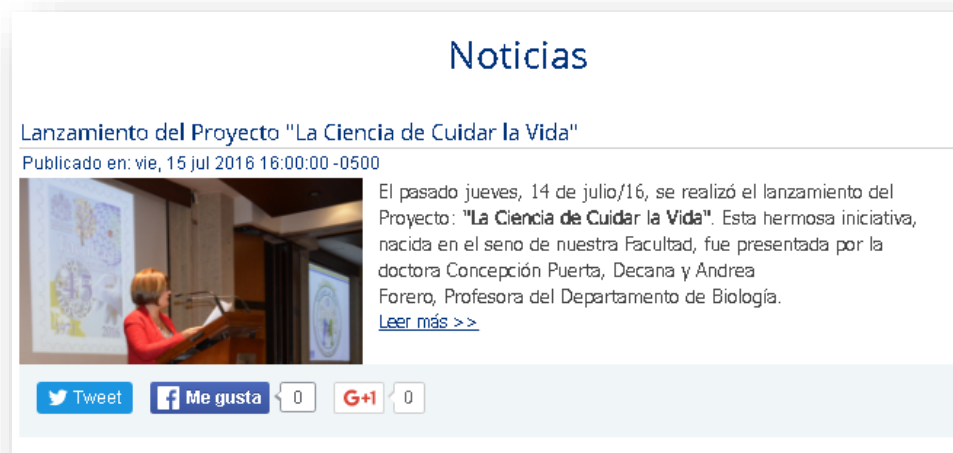 Noticias
Lanzamiento del Proyecto "La Ciencia de Cuidar la Vida"
Publicado en: vie, 15 jul 2016 16:00:00 -0500
El pasado jueves, 14 de julio/16, se realizó el lanzamiento del
Proyecto: "La Ciencia de Cuidar la Vida". Esta hermosa iniciativa,
nacida en el seno de nuestra Facultad, fue presentada por la
doctora Concepción Puerta, Decana y Andrea
Forero, Profesora del Departamento de Biología.
Leer más >>
Tweet
Me gusta 0
G+1 0